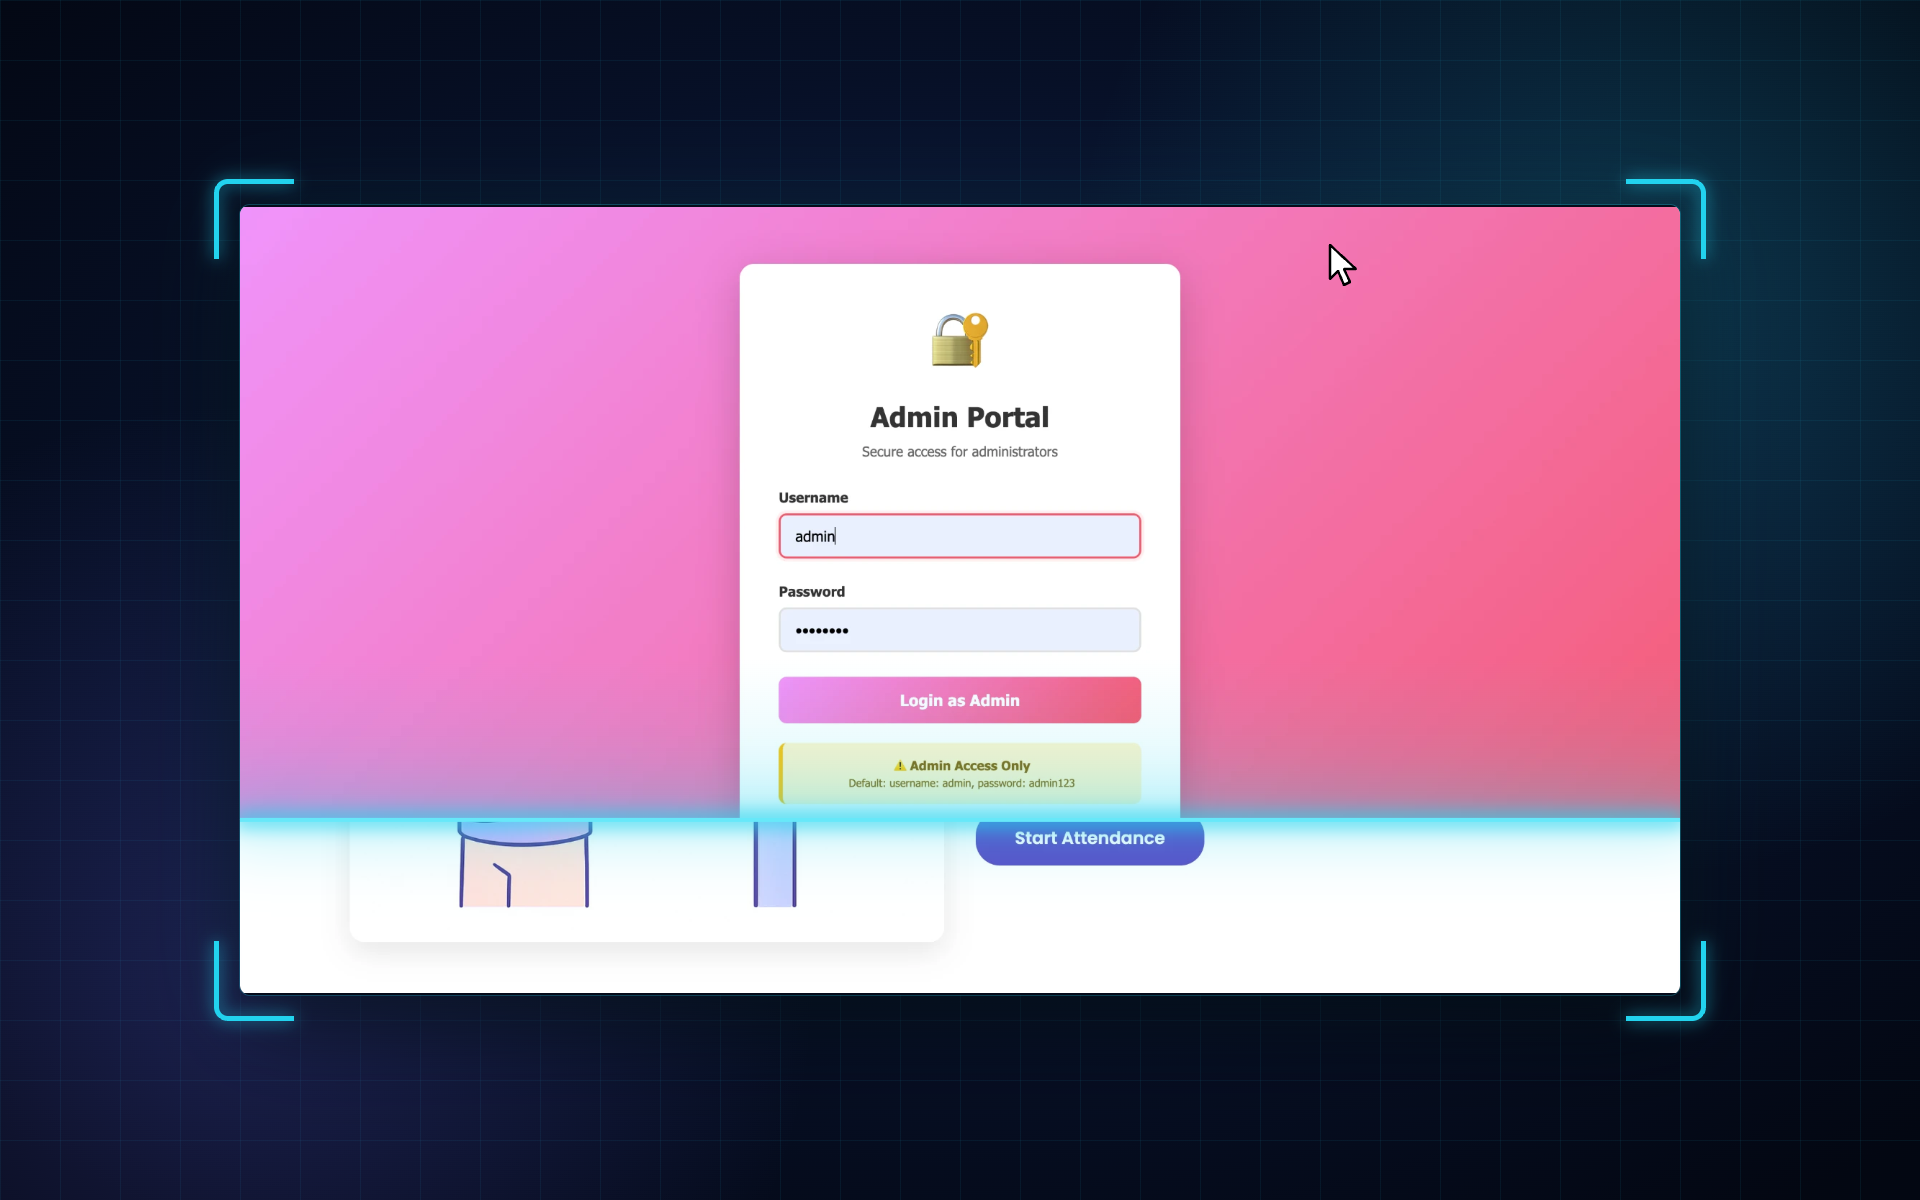 Admin Portal
Secure access for administrators
Username
admin
Password
••••••••
Login as Admin
⚠ Admin Access Only
Default: username: admin, password: admin123
Start Attendance